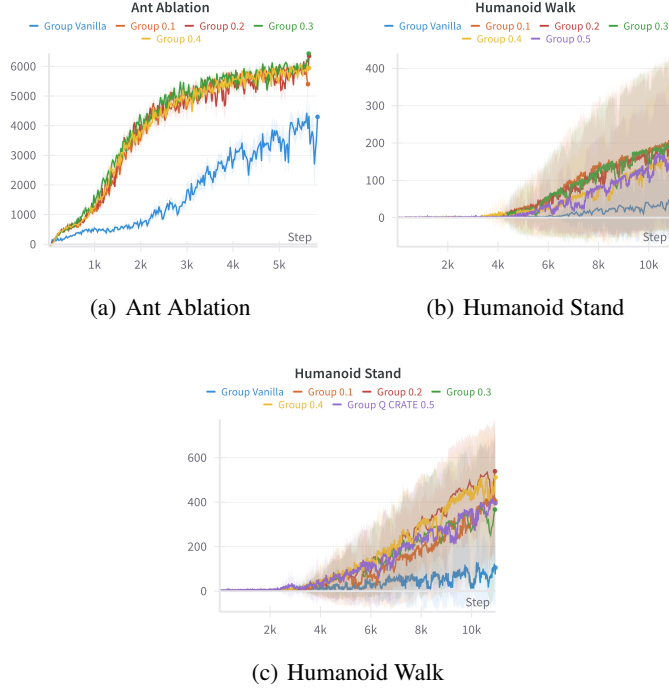 Ant Ablation
Group Vanilla Group 0.1 Group 0.2 Group 0.3
Group 0.4
6000
5000
4000
3000
2000
1000
0
Step
1k 2k 3k 4k 5k
(a) Ant Ablation
Humanoid Walk
Group Vanilla Group 0.1 Group 0.2 Group 0.3
Group 0.4 Group 0.5
400
300
200
100
0
Step
2k 4k 6k 8k 10k
(b) Humanoid Stand
Humanoid Stand
Group Vanilla Group 0.1 Group 0.2 Group 0.3
Group 0.4 Group Q CRATE 0.5
600
400
200
0
Step
2k 4k 6k 8k 10k
(c) Humanoid Walk